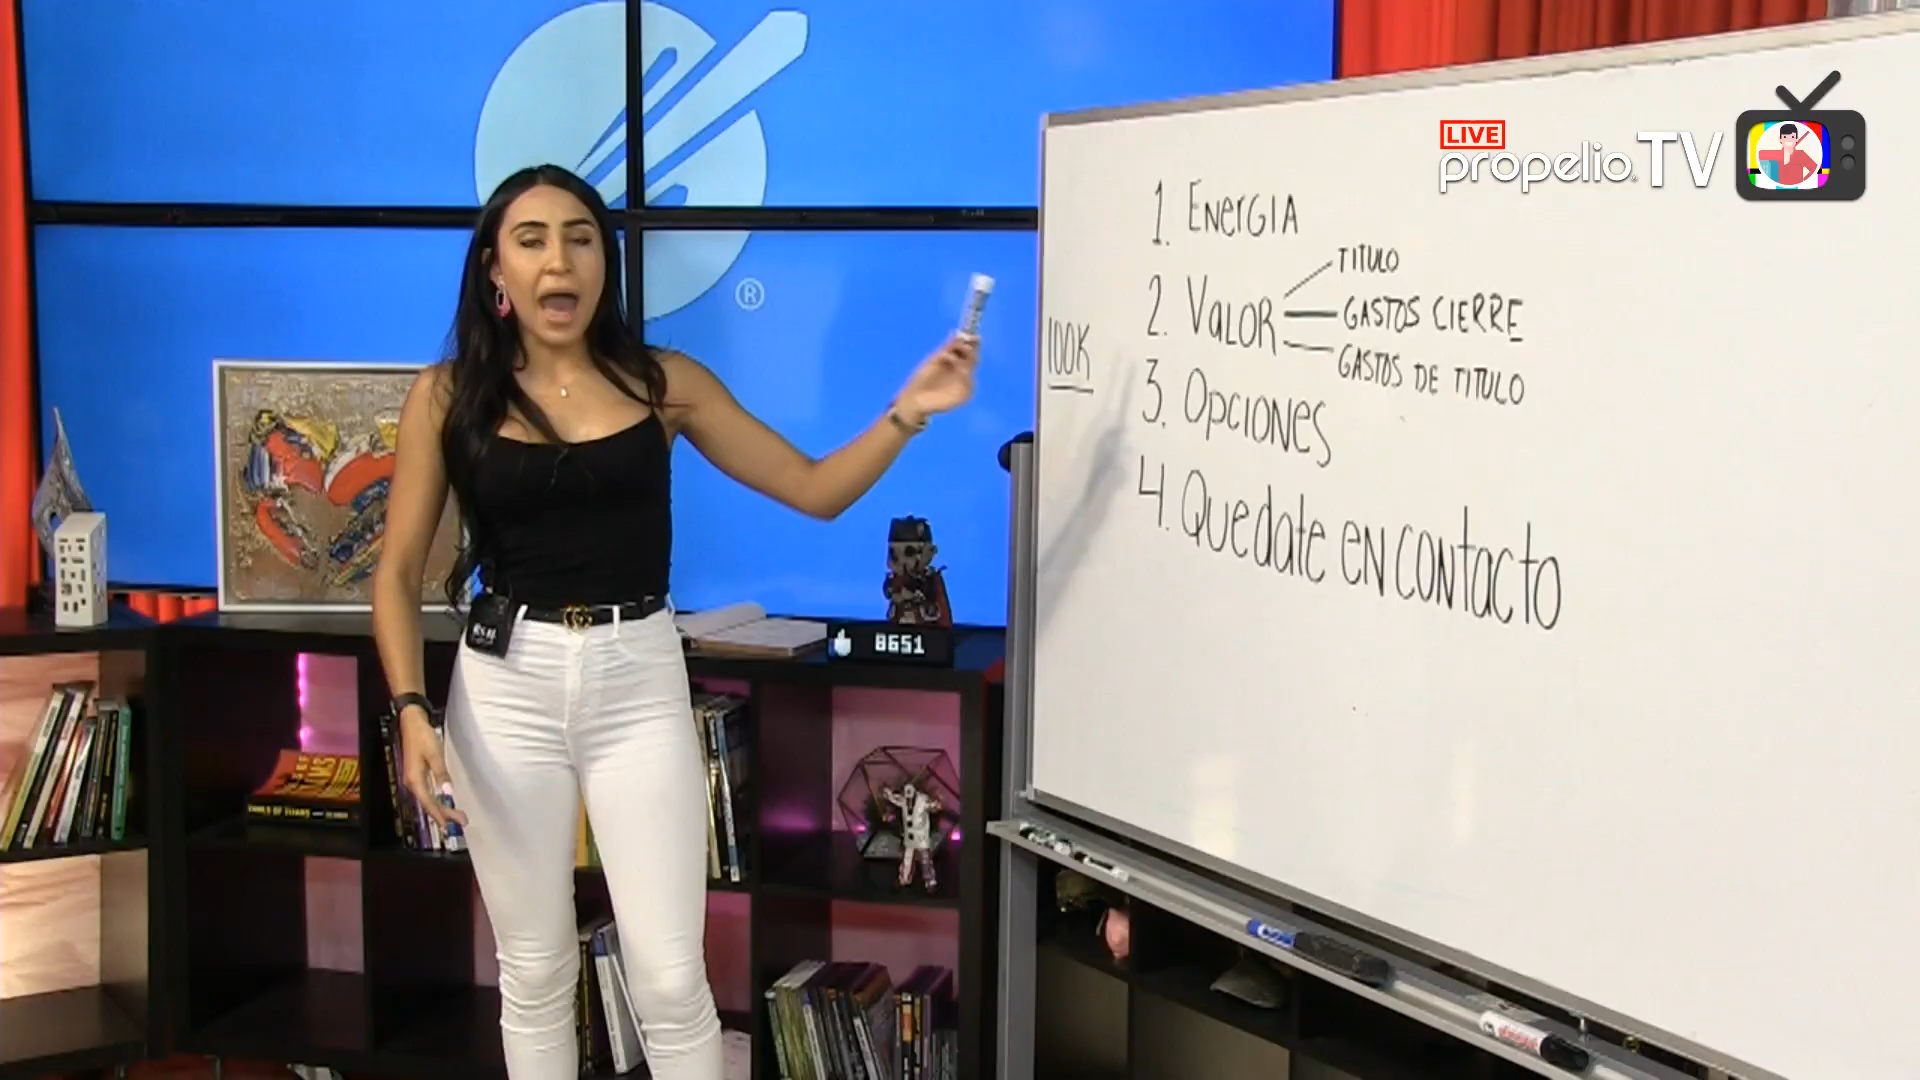 LIVE
propelio TV
1. ENERGIA
TITULO
2. VALOR
GASTOS CIERRE
GASTOS DE TITULO
100K
3. OPCIONES
4. Quedate EN CONTACTO
®
8651